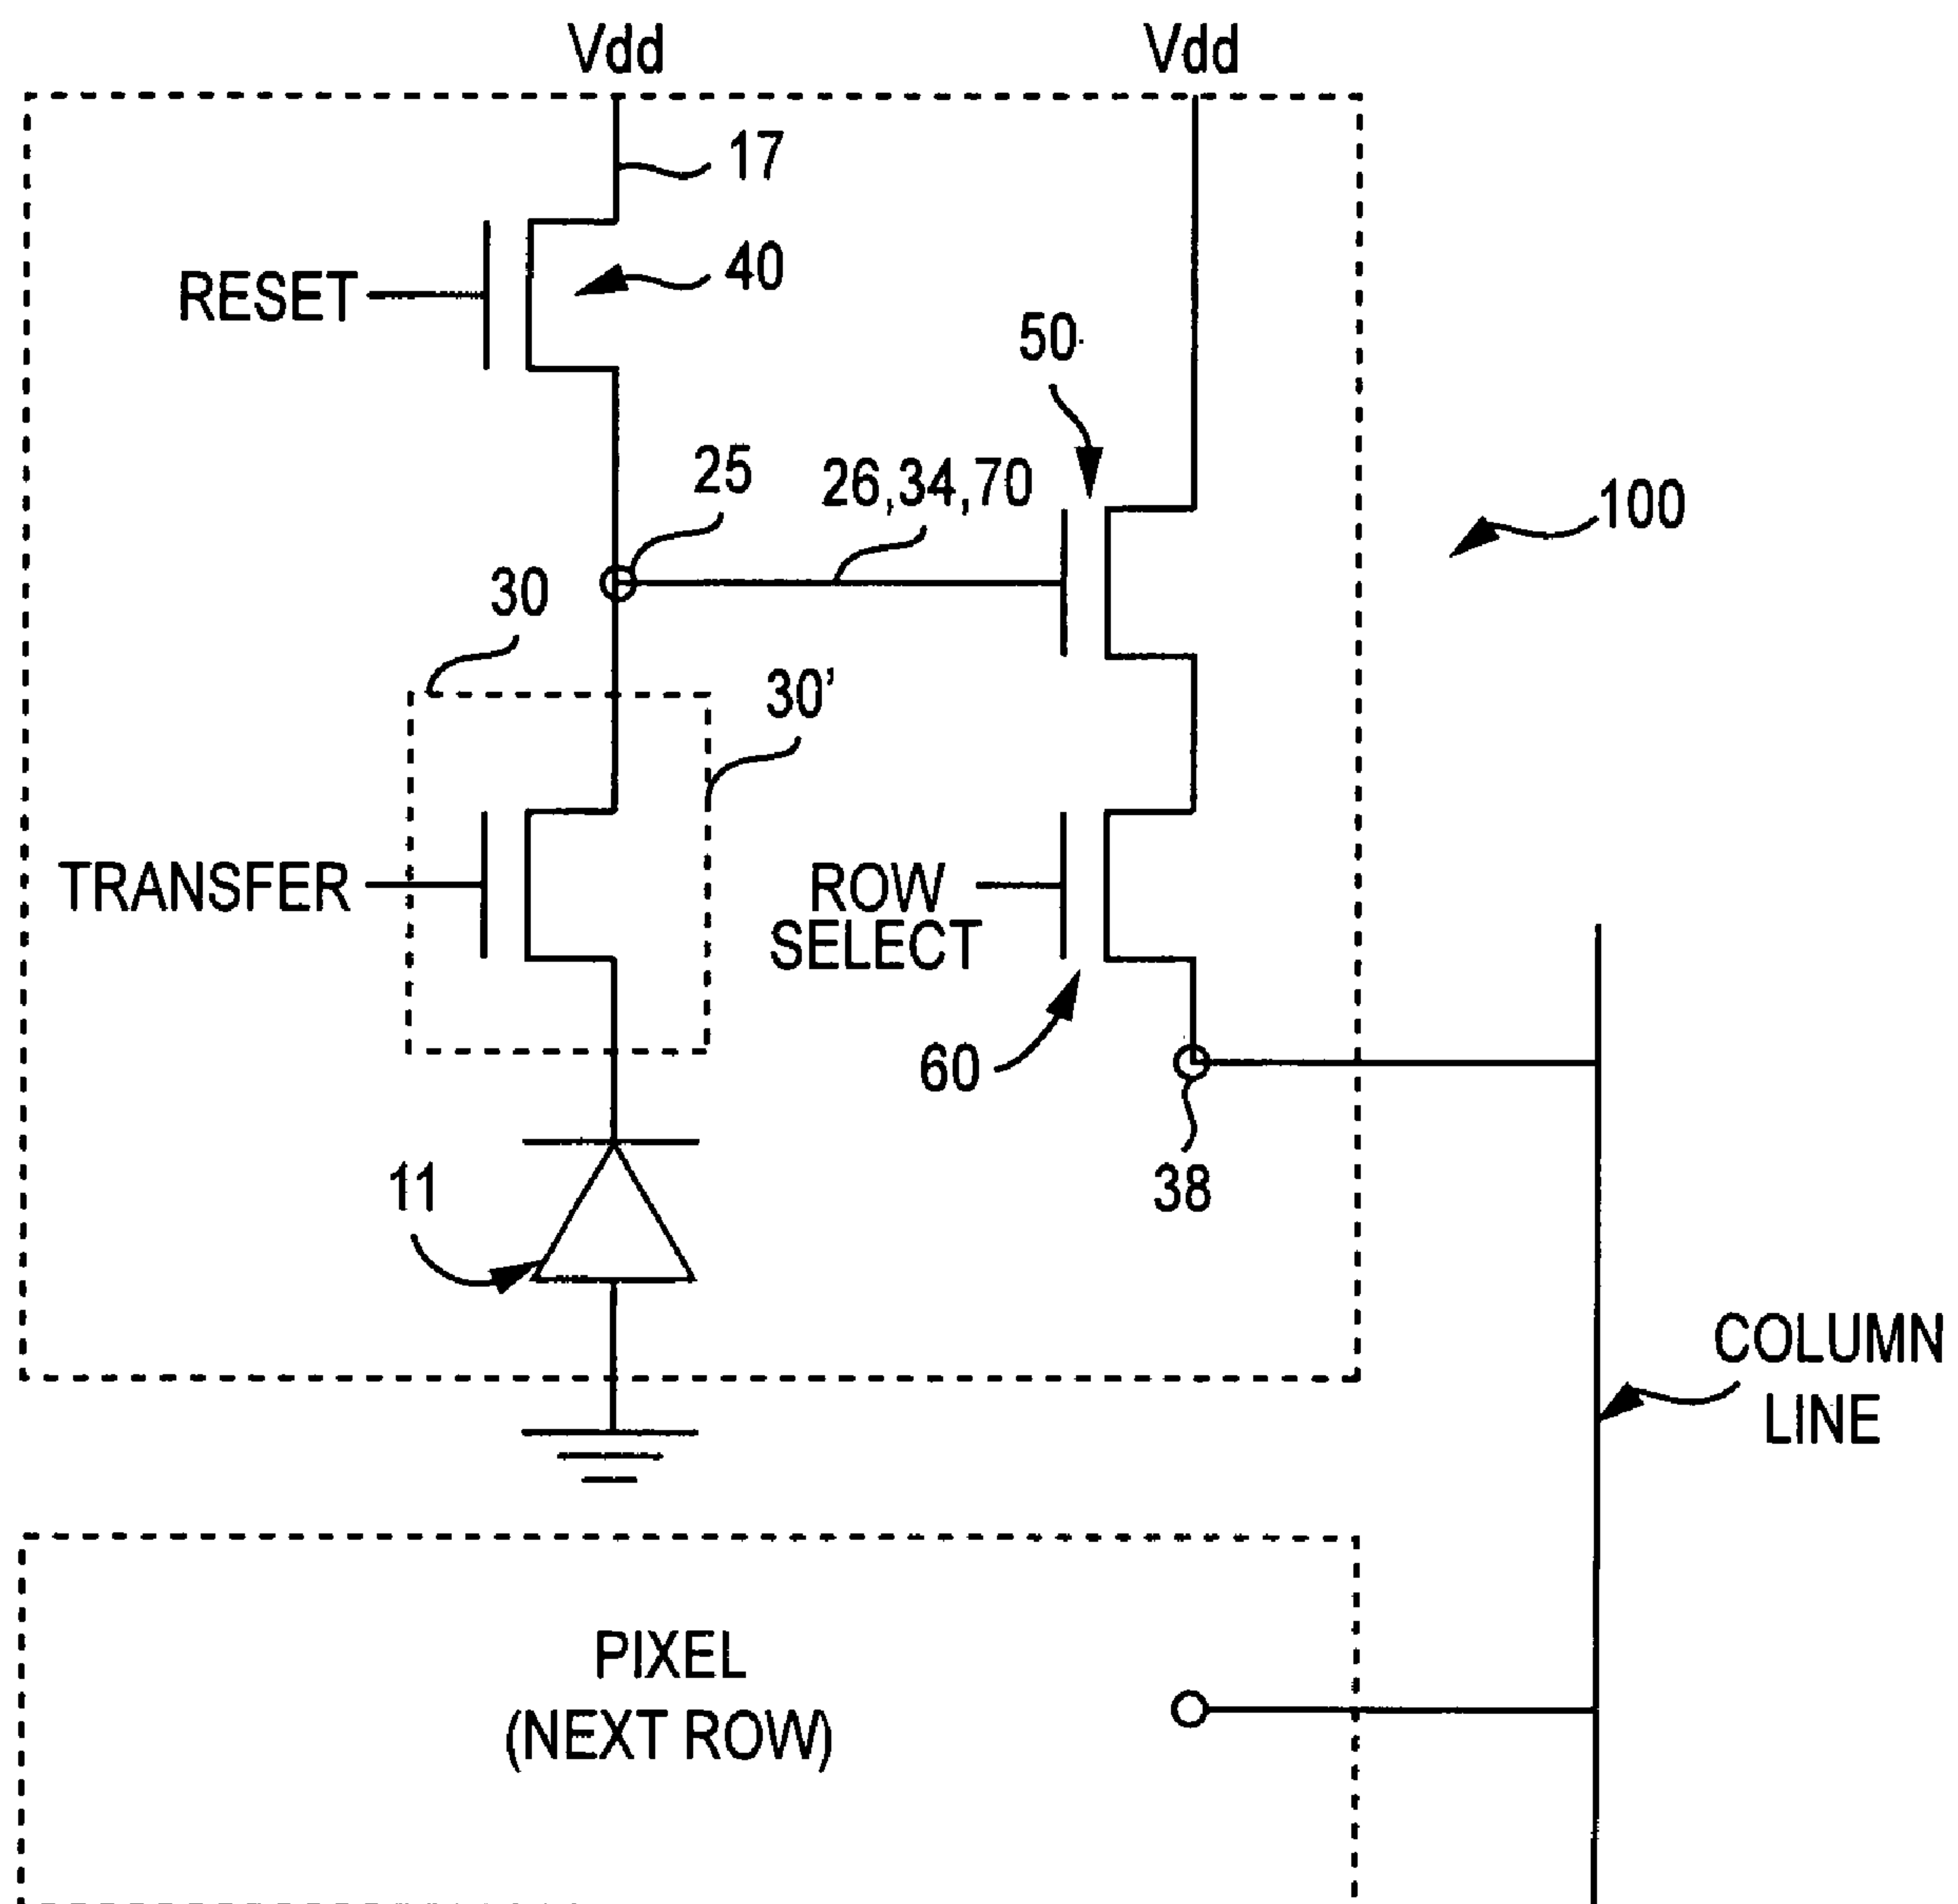 Vdd
Vdd
17
RESET
40
50
25
26,34,70
100
30
30'
TRANSFER
ROW
SELECT
60
38
11
COLUMN
LINE
PIXEL
(NEXT ROW)